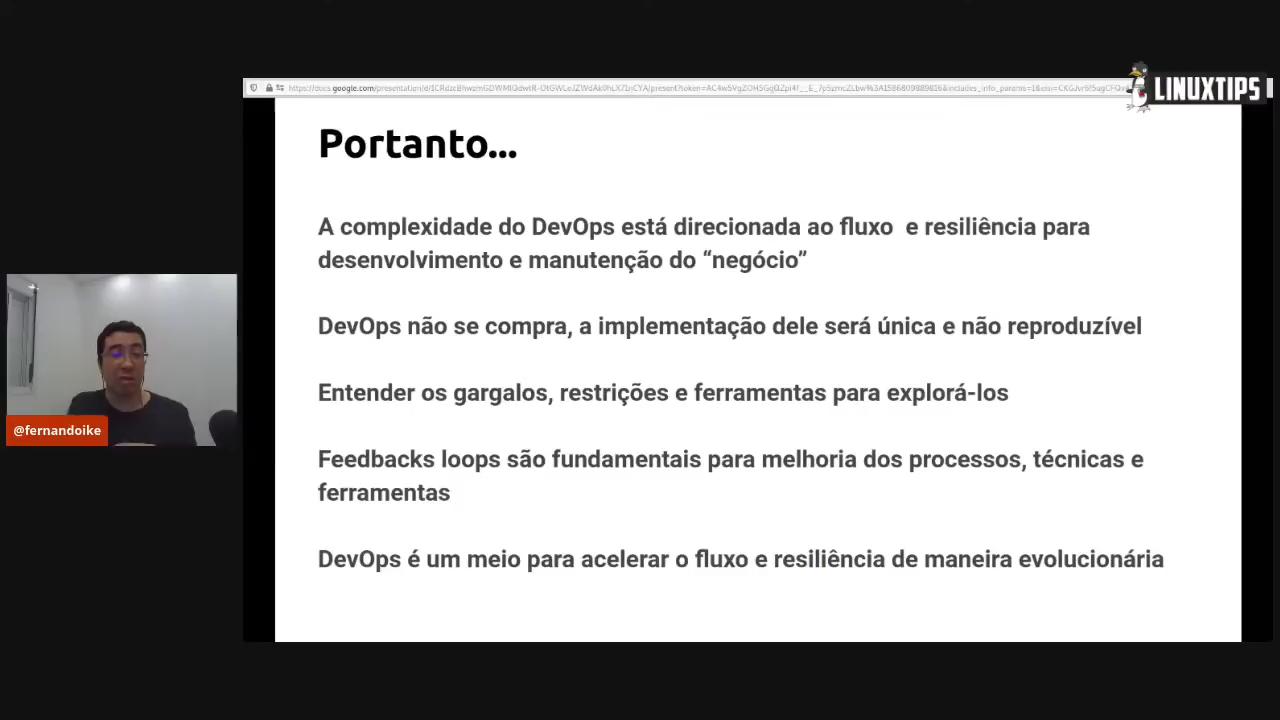 LINUXTIPS
Portanto...
A complexidade do DevOps está direcionada ao fluxo  e resiliência para
desenvolvimento e manutenção do “negócio”
DevOps não se compra, a implementação dele será única e não reproduzível
Entender os gargalos, restrições e ferramentas para explorá-los
Feedbacks loops são fundamentais para melhoria dos processos, técnicas e
ferramentas
DevOps é um meio para acelerar o fluxo e resiliência de maneira evolucionária
@fernandoike